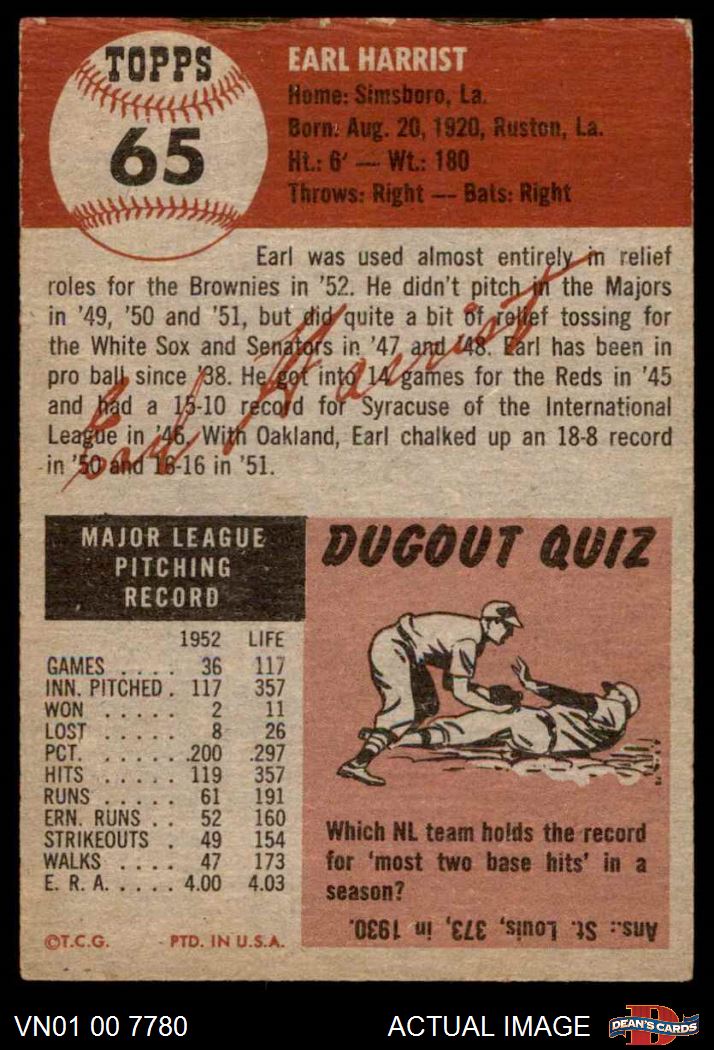 TOPPS
65
EARL HARRIST
Home: Simsboro, La.
Born: Aug. 20, 1920, Ruston, La.
Ht.: 6' — Wt.: 180
Throws: Right — Bats: Right
Earl was used almost entirely in relief
roles for the Brownies in '52. He didn't pitch in the Majors
in '49, '50 and '51, but did quite a bit of relief tossing for
the White Sox and Senators in '47 and '48. Earl has been in
pro ball since '38. He got into 14 games for the Reds in '45
and had a 15-10 record for Syracuse of the International
League in '46. With Oakland, Earl chalked up an 18-8 record
in '50 and 16-16 in '51.
Earl Harrist
MAJOR LEAGUE
PITCHING
RECORD
1952 LIFE
GAMES .... 36 117
INN. PITCHED . 117 357
WON ..... 2 11
LOST ..... 8 26
PCT. ..... .200 .297
HITS ..... 119 357
RUNS ..... 61 191
ERN. RUNS .. 52 160
STRIKEOUTS . 49 154
WALKS .... 47 173
E. R. A. ..... 4.00 4.03
©T.C.G. PTD. IN U.S.A.
DUGOUT QUIZ
Which NL team holds the record
for 'most two base hits' in a
season?
Ans.: St. Louis, 373, in 1930.
VN01 00 7780 ACTUAL IMAGE
D
DEAN'S CARDS